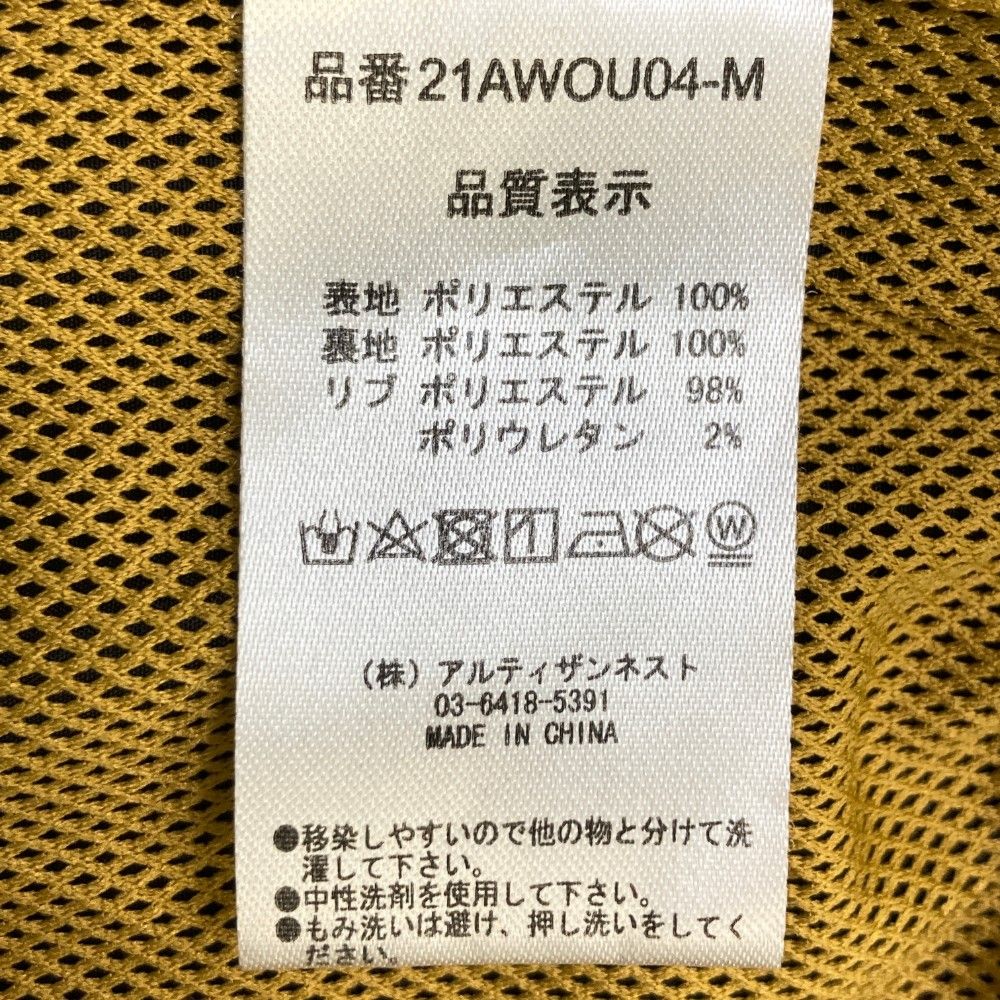 品番21AWOU04-M
品質表示
表地 ポリエステル 100%
裏地 ポリエステル 100%
リブ ポリエステル 98%
ポリウレタン 2%
W
(株)アルティザンネスト
03-6418-5391
MADE IN CHINA
●移染しやすいので他の物と分けて洗
濯して下さい。
●中性洗剤を使用して下さい。
●もみ洗いは避け、押し洗いをしてく
ださい。